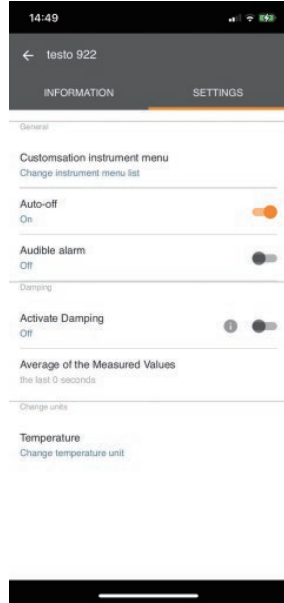 14:49
testo 922
INFORMATION SETTINGS
General
Customsation instrument menu
Change instrument menu list
Auto-off
On
Audible alarm
Off
Damping
Activate Damping
Off
Average of the Measured Values
the last 0 seconds
Change units
Temperature
Change temperature unit